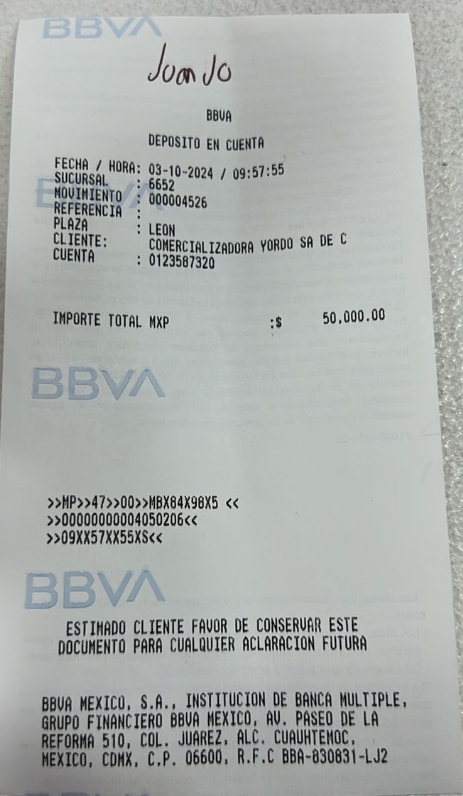 BBVA
Juan Jo
BBVA
DEPOSITO EN CUENTA
FECHA / HORA: 03-10-2024 / 09:57:55
SUCURSAL : 6652
MOVIMIENTO : 000004526
REFERENCIA :
PLAZA : LEON
CLIENTE: COMERCIALIZADORA YORDO SA DE C
CUENTA : 0123587320
IMPORTE TOTAL MXP :$ 50,000.00
BBVA
>>MP>>47>>00>>MBX84X98X5 <<
>>00000000004050206<<
>>09XX57XX55XS<<
BBVA
ESTIMADO CLIENTE FAVOR DE CONSERVAR ESTE
DOCUMENTO PARA CUALQUIER ACLARACION FUTURA
BBVA MEXICO, S.A., INSTITUCION DE BANCA MULTIPLE,
GRUPO FINANCIERO BBVA MEXICO, AV. PASEO DE LA
REFORMA 510, COL. JUAREZ, ALC. CUAUHTEMOC,
MEXICO, CDMX, C.P. 06600, R.F.C BBA-830831-LJ2